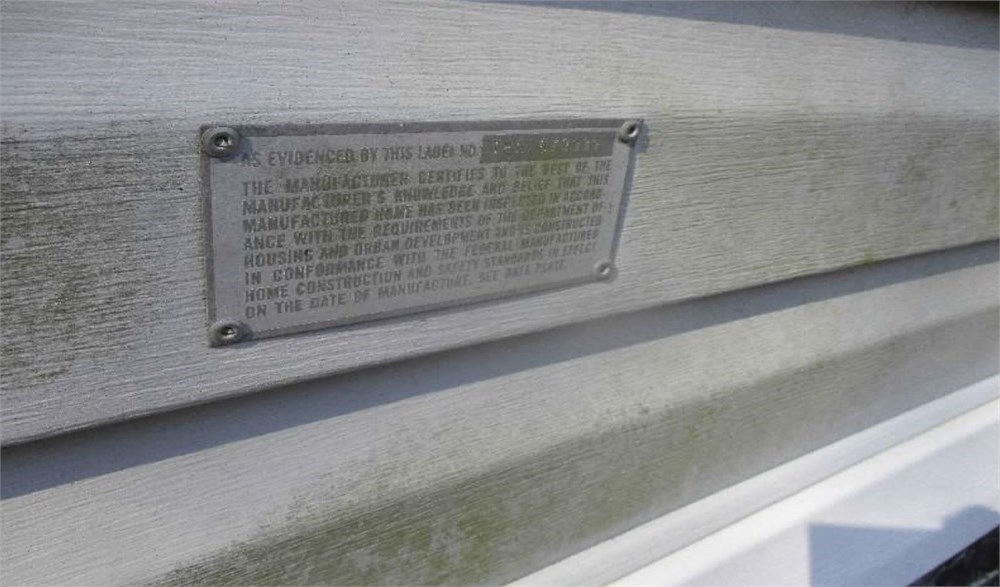 AS EVIDENCED BY THIS LABEL NO.
THE MANUFACTURER CERTIFIES TO THE BEST OF THE
MANUFACTURER'S KNOWLEDGE AND BELIEF THAT THIS
MANUFACTURED HOME HAS BEEN INSPECTED IN ACCORD-
ANCE WITH THE REQUIREMENTS OF THE DEPARTMENT OF
HOUSING AND URBAN DEVELOPMENT AND IS CONSTRUCTED
IN CONFORMANCE WITH THE FEDERAL MANUFACTURED
HOME CONSTRUCTION AND SAFETY STANDARDS IN EFFECT
ON THE DATE OF MANUFACTURE. SEE DATA PLATE.